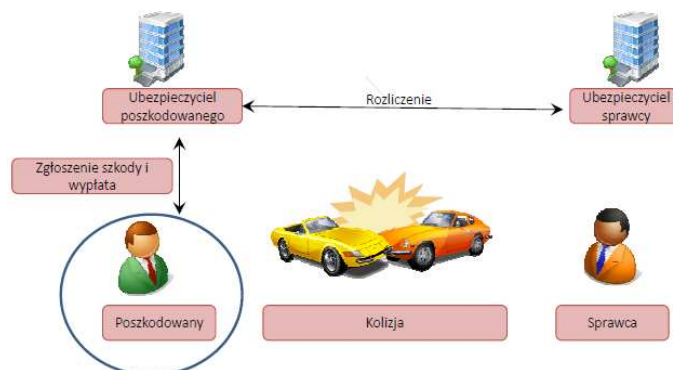 Ubezpieczyciel
poszkodowanego
Rozliczenie
Ubezpieczyciel
sprawcy
Zgłoszenie szkody i
wypłata
Poszkodowany
Kolizja
Sprawca